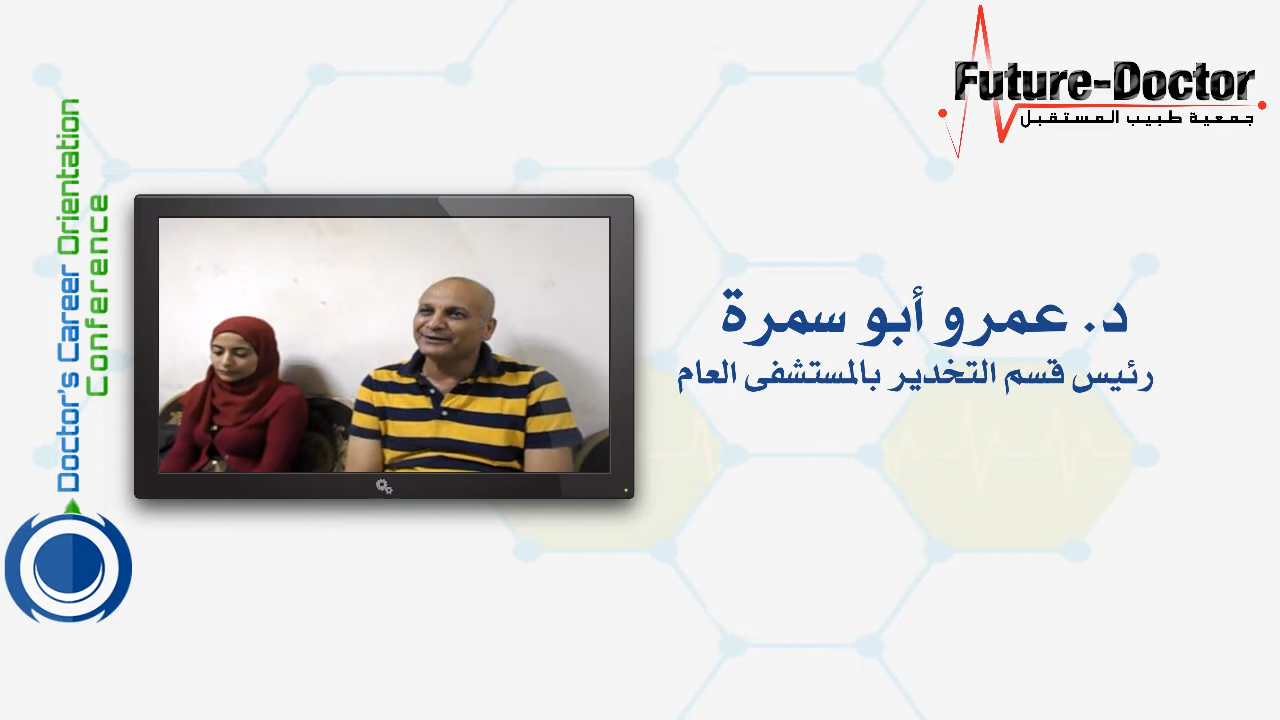 Future-Doctor
جمعية طبيب المستقبل
Doctor's Career Orientation
Conference
د. عمرو أبو سمرة
رئيس قسم التخدير بالمستشفى العام